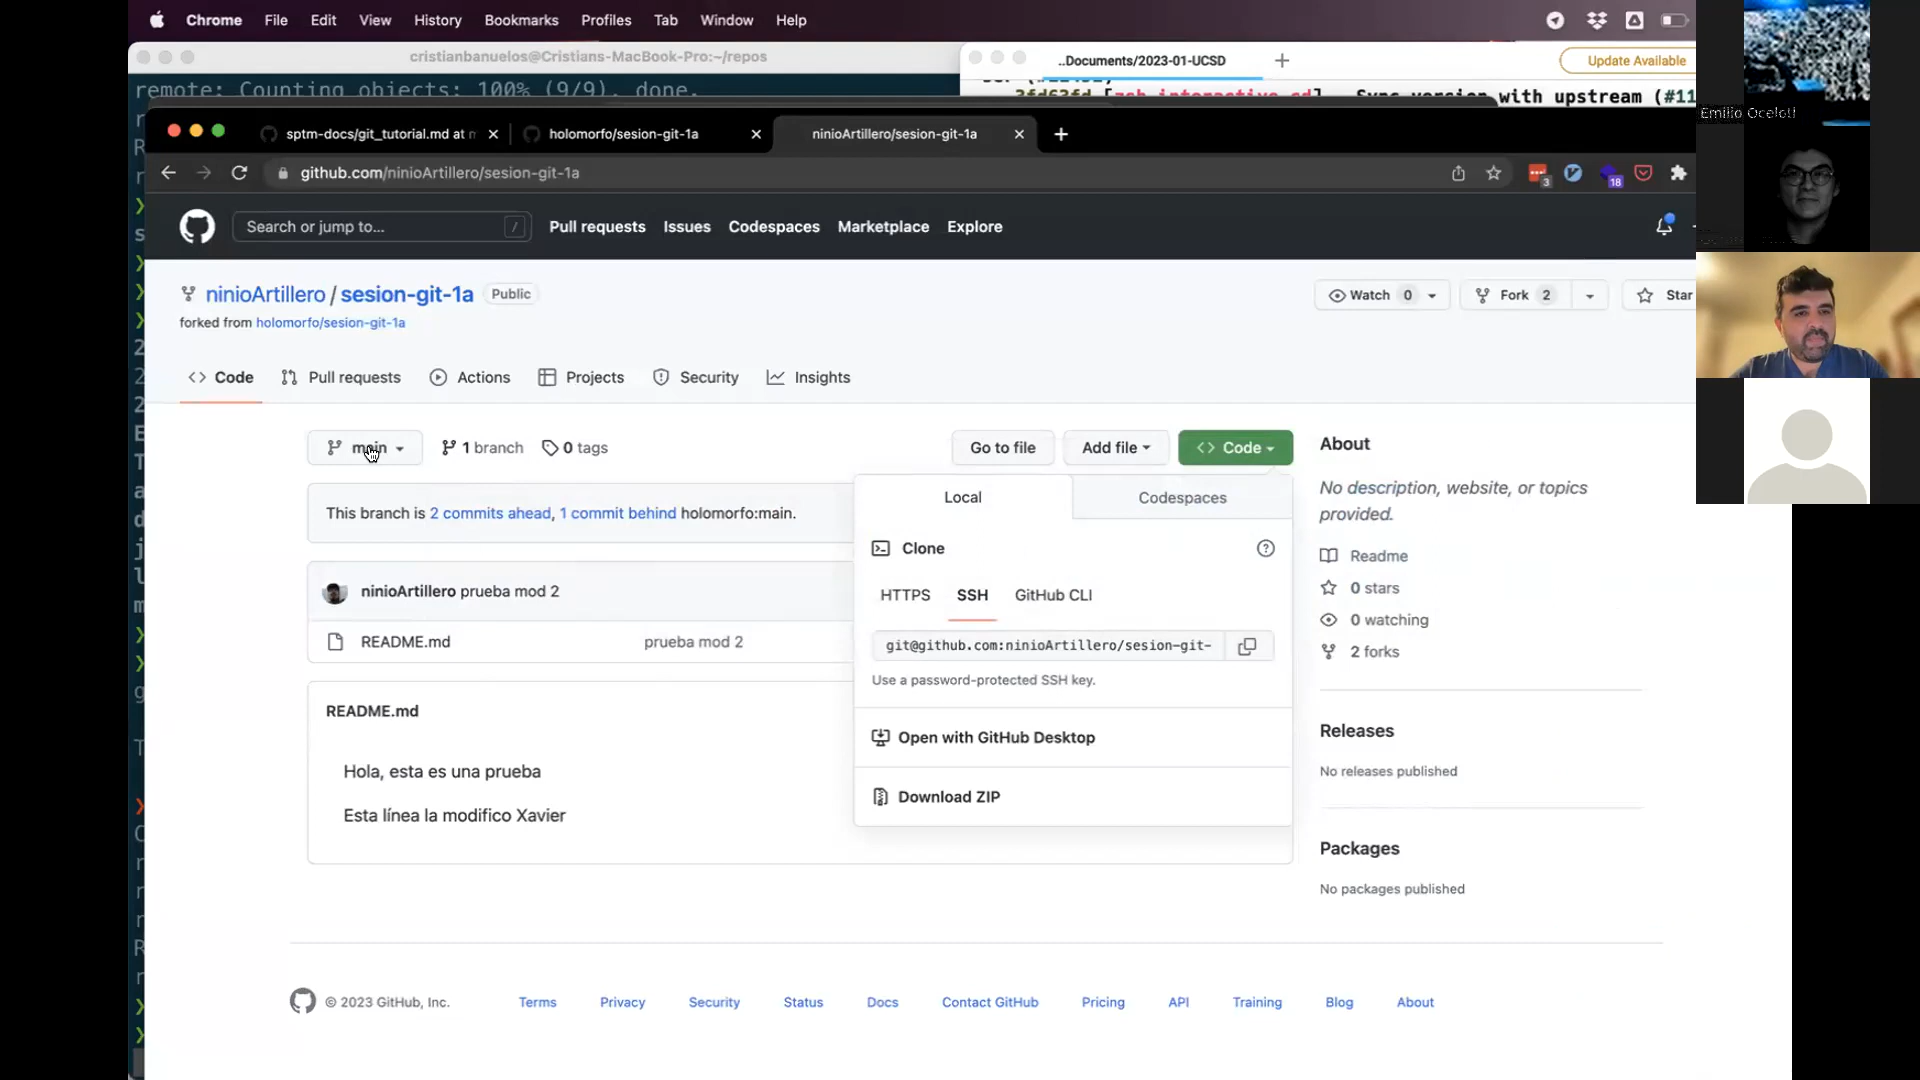 Chrome File Edit View History Bookmarks Profiles Tab Window Help
cristianbanuelos@Cristians-MacBook-Pro:~/repos
..Documents/2023-01-UCSD
Update Available
remote: Counting objects: 100% (9/9), done.
3fd63fd [zsh-interactive-cd] Sync version with upstream (#11
sptm-docs/git_tutorial.md at m
holomorfo/sesion-git-1a
ninioArtillero/sesion-git-1a
Emilio Ocelotl
github.com/ninioArtillero/sesion-git-1a
3
18
Search or jump to... /
Pull requests Issues Codespaces Marketplace Explore
ninioArtillero / sesion-git-1a Public
Watch 0 Fork 2 Star
forked from holomorfo/sesion-git-1a
Code Pull requests Actions Projects Security Insights
main 1 branch 0 tags Go to file Add file Code
About
No description, website, or topics
provided.
Readme
0 stars
0 watching
2 forks
Local Codespaces
This branch is 2 commits ahead, 1 commit behind holomorfo:main.
Clone
ninioArtillero prueba mod 2
HTTPS SSH GitHub CLI
README.md prueba mod 2
git@github.com:ninioArtillero/sesion-git-
Use a password-protected SSH key.
README.md
Open with GitHub Desktop
Releases
No releases published
Hola, esta es una prueba
Download ZIP
Esta línea la modifico Xavier
Packages
No packages published
© 2023 GitHub, Inc. Terms Privacy Security Status Docs Contact GitHub Pricing API Training Blog About